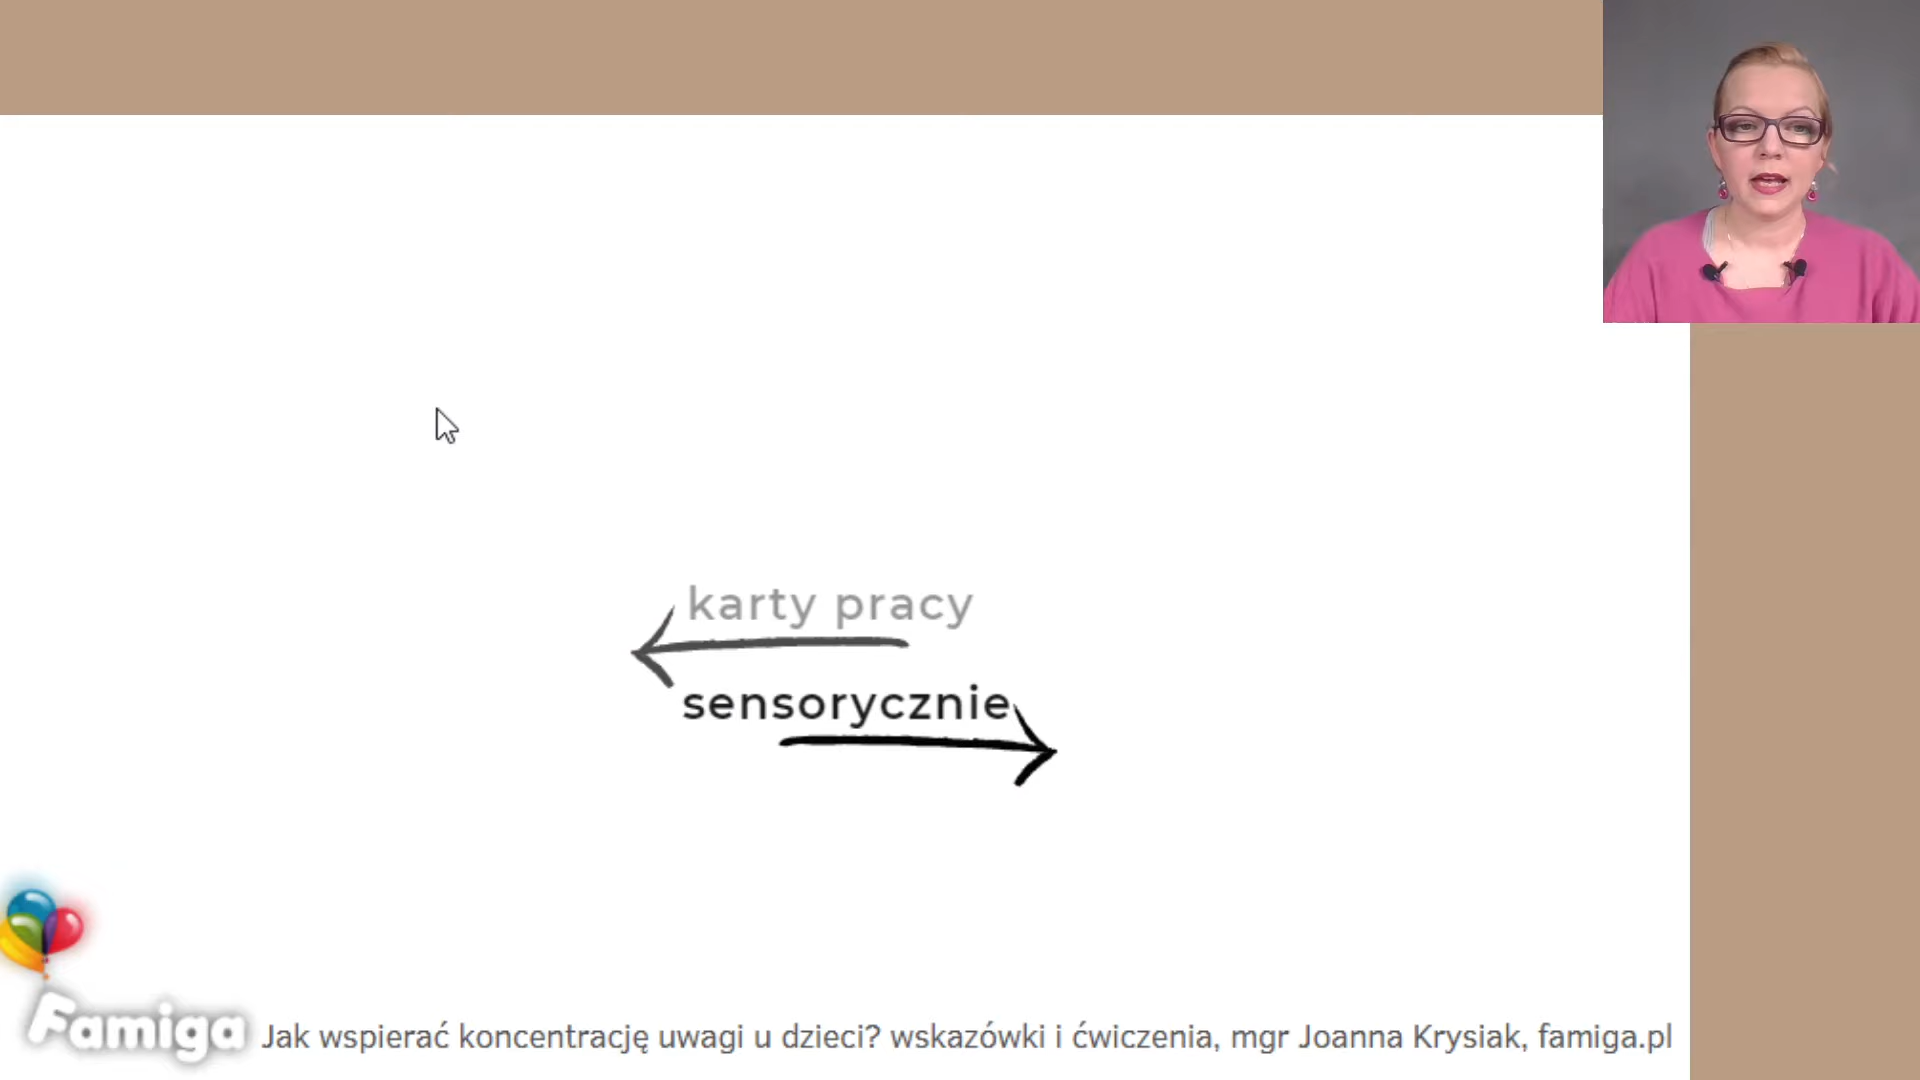 karty pracy
sensorycznie
Famiga
Jak wspierać koncentrację uwagi u dzieci? wskazówki i ćwiczenia, mgr Joanna Krysiak, famiga.pl